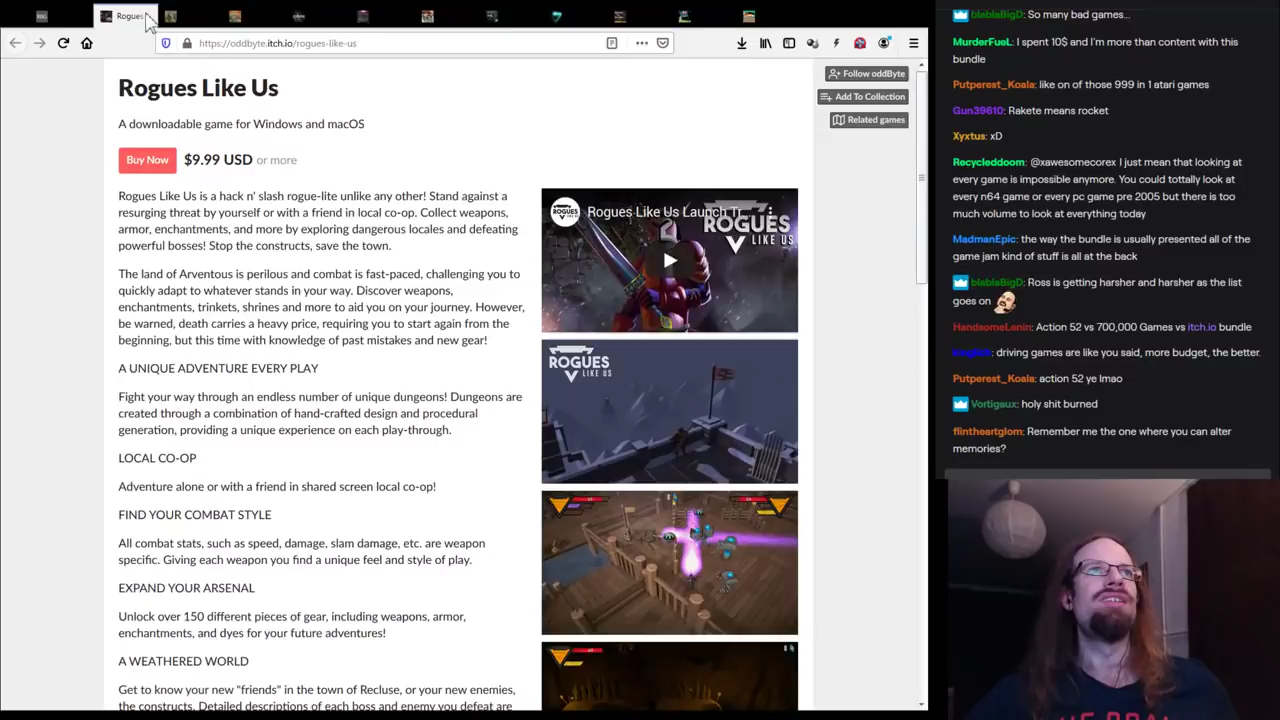 Rogues
https://oddbyte.itch.io/rogues-like-us
Rogues Like Us
A downloadable game for Windows and macOS
Buy Now $9.99 USD or more
Follow oddByte
Add To Collection
Related games
Rogues Like Us is a hack n' slash rogue-lite unlike any other! Stand against a
resurging threat by yourself or with a friend in local co-op. Collect weapons,
armor, enchantments, and more by exploring dangerous locales and defeating
powerful bosses! Stop the constructs, save the town.
The land of Arventous is perilous and combat is fast-paced, challenging you to
quickly adapt to whatever stands in your way. Discover weapons,
enchantments, trinkets, shrines and more to aid you on your journey. However,
be warned, death carries a heavy price, requiring you to start again from the
beginning, but this time with knowledge of past mistakes and new gear!
A UNIQUE ADVENTURE EVERY PLAY
Fight your way through an endless number of unique dungeons! Dungeons are
created through a combination of hand-crafted design and procedural
generation, providing a unique experience on each play-through.
LOCAL CO-OP
Adventure alone or with a friend in shared screen local co-op!
FIND YOUR COMBAT STYLE
All combat stats, such as speed, damage, slam damage, etc. are weapon
specific. Giving each weapon you find a unique feel and style of play.
EXPAND YOUR ARSENAL
Unlock over 150 different pieces of gear, including weapons, armor,
enchantments, and dyes for your future adventures!
A WEATHERED WORLD
Get to know your new "friends" in the town of Recluse, or your new enemies,
the constructs. Detailed descriptions of each boss and enemy you defeat are
Rogues Like Us Launch Tr...
ROGUES
LIKE US
ROGUES
LIKE US
blablaBigD: So many bad games...
MurderFueL: I spent 10$ and I'm more than content with this
bundle
Putperest_Koala: like on of those 999 in 1 atari games
Gun39610: Rakete means rocket
Xyxtus: xD
Recycleddoom: @xawesomecorex I just mean that looking at
every game is impossible anymore. You could tottally look at
every n64 game or every pc game pre 2005 but there is too
much volume to look at everything today
MadmanEpic: the way the bundle is usually presented all of the
game jam kind of stuff is all at the back
blablaBigD: Ross is getting harsher and harsher as the list
goes on
HandsomeLenin: Action 52 vs 700,000 Games vs itch.io bundle
driving games are like you said, more budget, the better.
Putperest_Koala: action 52 ye lmao
Vortigaux: holy shit burned
flintheartglom: Remember me the one where you can alter
memories?